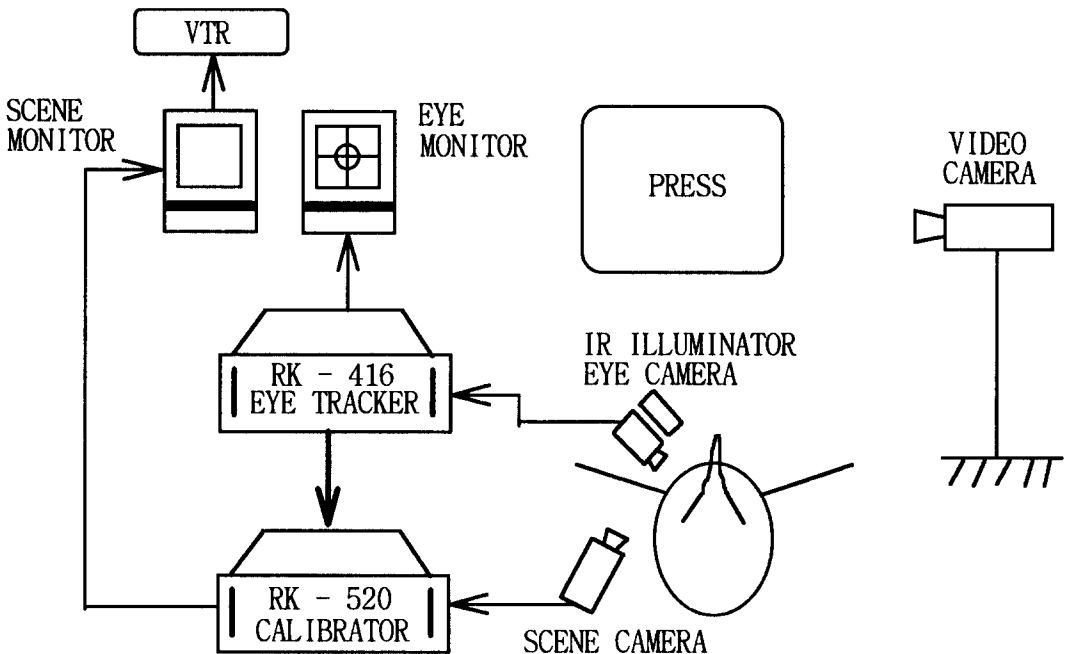 VTR
SCENE
MONITOR
EYE
MONITOR
PRESS
VIDEO
CAMERA
IR ILLUMINATOR
EYE CAMERA
RK - 416
EYE TRACKER
RK - 520
CALIBRATOR
SCENE CAMERA